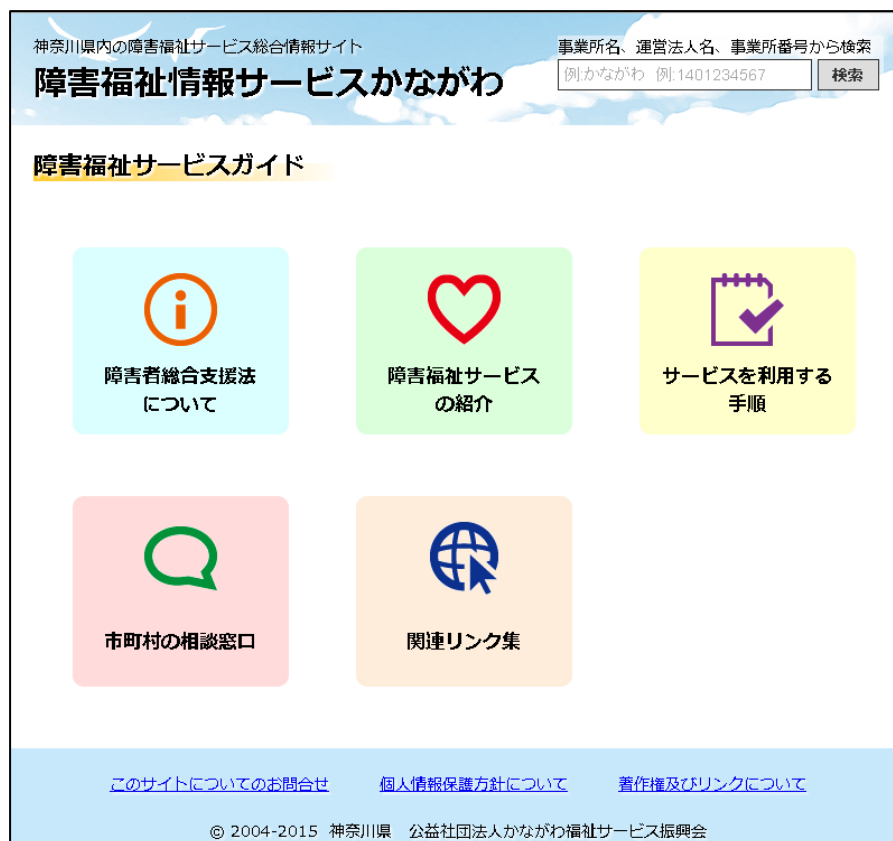 神奈川県内の障害福祉サービス総合情報サイト
障害福祉情報サービスかながわ
事業所名、運営法人名、事業所番号から検索
例:かながわ 例:1401234567
検索
障害福祉サービスガイド
障害者総合支援法
について
障害福祉サービス
の紹介
サービスを利用する
手順
市町村の相談窓口
関連リンク集
このサイトについてのお問合せ
個人情報保護方針について
著作権及びリンクについて
© 2004-2015 神奈川県 公益社団法人かながわ福祉サービス振興会